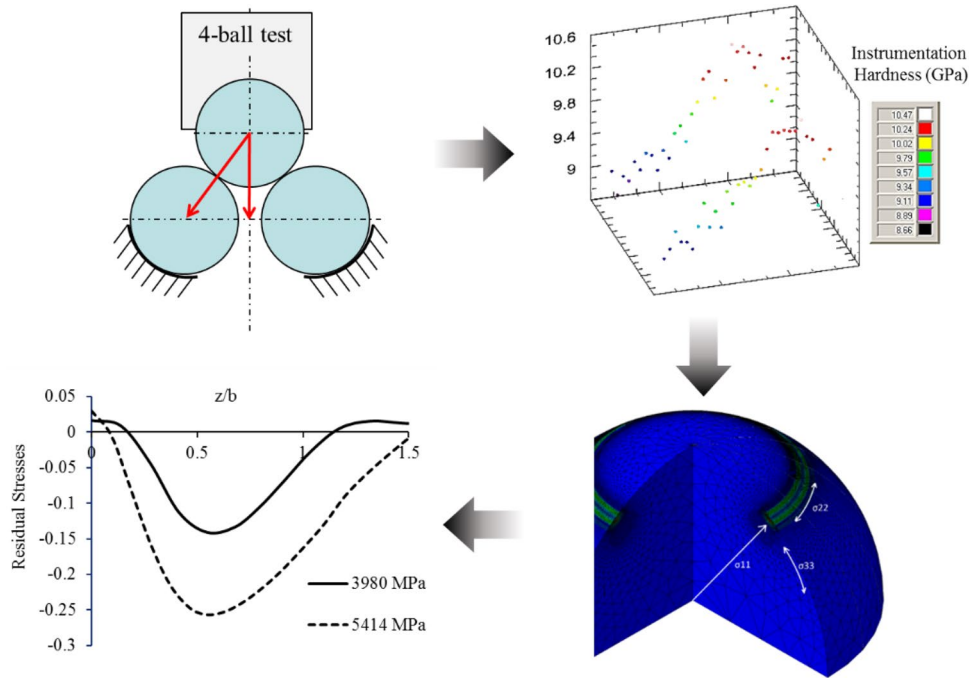 4-ball test
10.6
10.2
9.8
9.4
9
Instrumentation
Hardness (GPa)
10.47
10.24
10.02
9.79
9.57
9.34
9.11
8.89
8.66
z/b
0.05
0
-0.05
-0.1
-0.15
-0.2
-0.25
-0.3
0
0.5
1
1.5
Residual Stresses
3980 MPa
5414 MPa
σ22
σ11
σ33